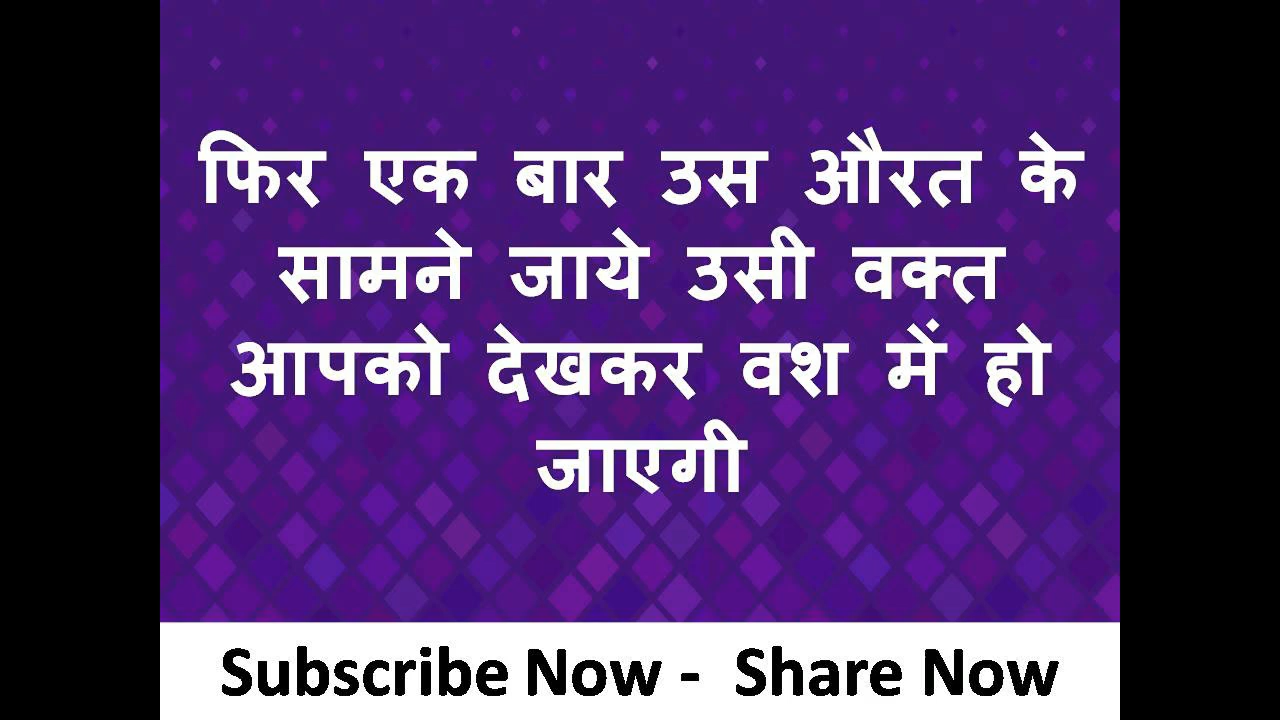 फिर एक बार उस औरत के
सामने जाये उसी वक्त
आपको देखकर वश में हो
जाएगी
Subscribe Now - Share Now